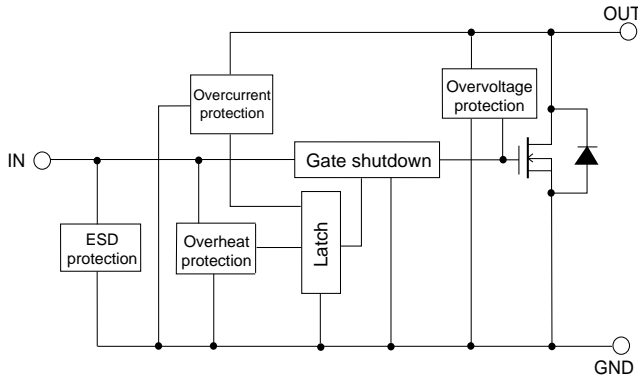 OUT
Overcurrent
protection
Overvoltage
protection
IN
Gate shutdown
ESD
protection
Overheat
protection
Latch
GND